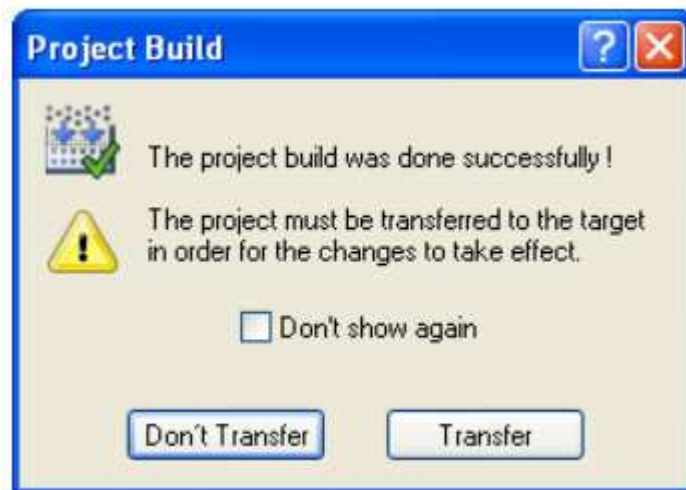 Project Build
The project build was done successfully !
The project must be transferred to the target
in order for the changes to take effect.
Don't show again
Don´t Transfer
Transfer